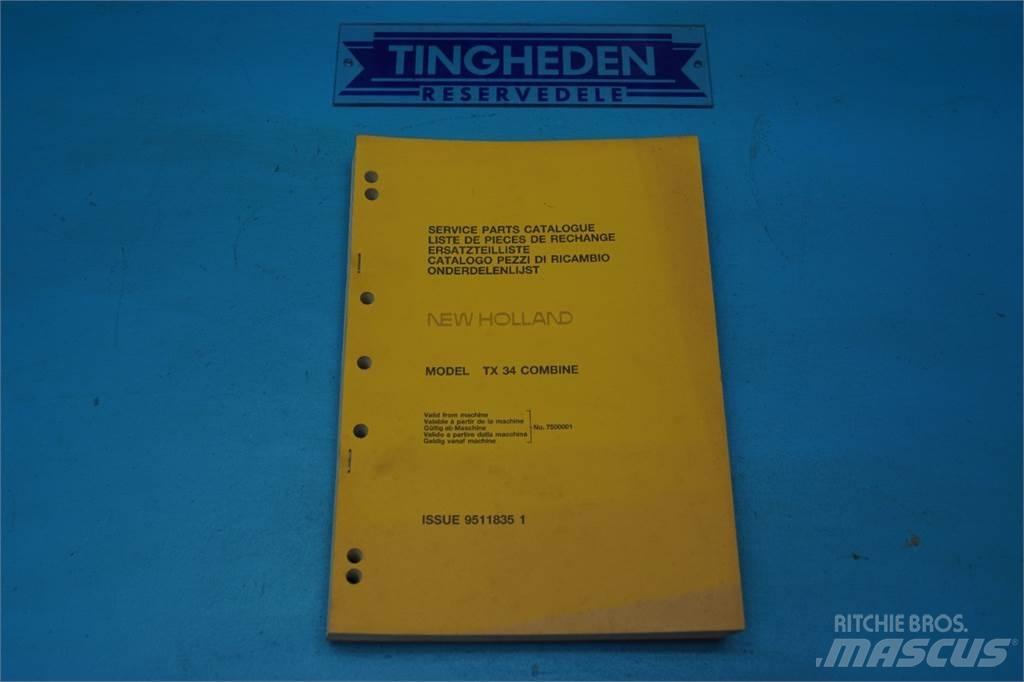 TINGHEDEN
RESERVEDELE
SERVICE PARTS CATALOGUE
LISTE DE PIECES DE RECHANGE
ERSATZTEILLISTE
CATALOGO PEZZI DI RICAMBIO
ONDERDELENLIJST
NEW HOLLAND
MODEL TX 34 COMBINE
Valid from machine
Valable à partir de la machine
Gültig ab Maschine
Valido a partire dalla macchina
Geldig vanaf machine
No. 7500001
ISSUE 9511835 1
RITCHIE BROS.
MASCUS